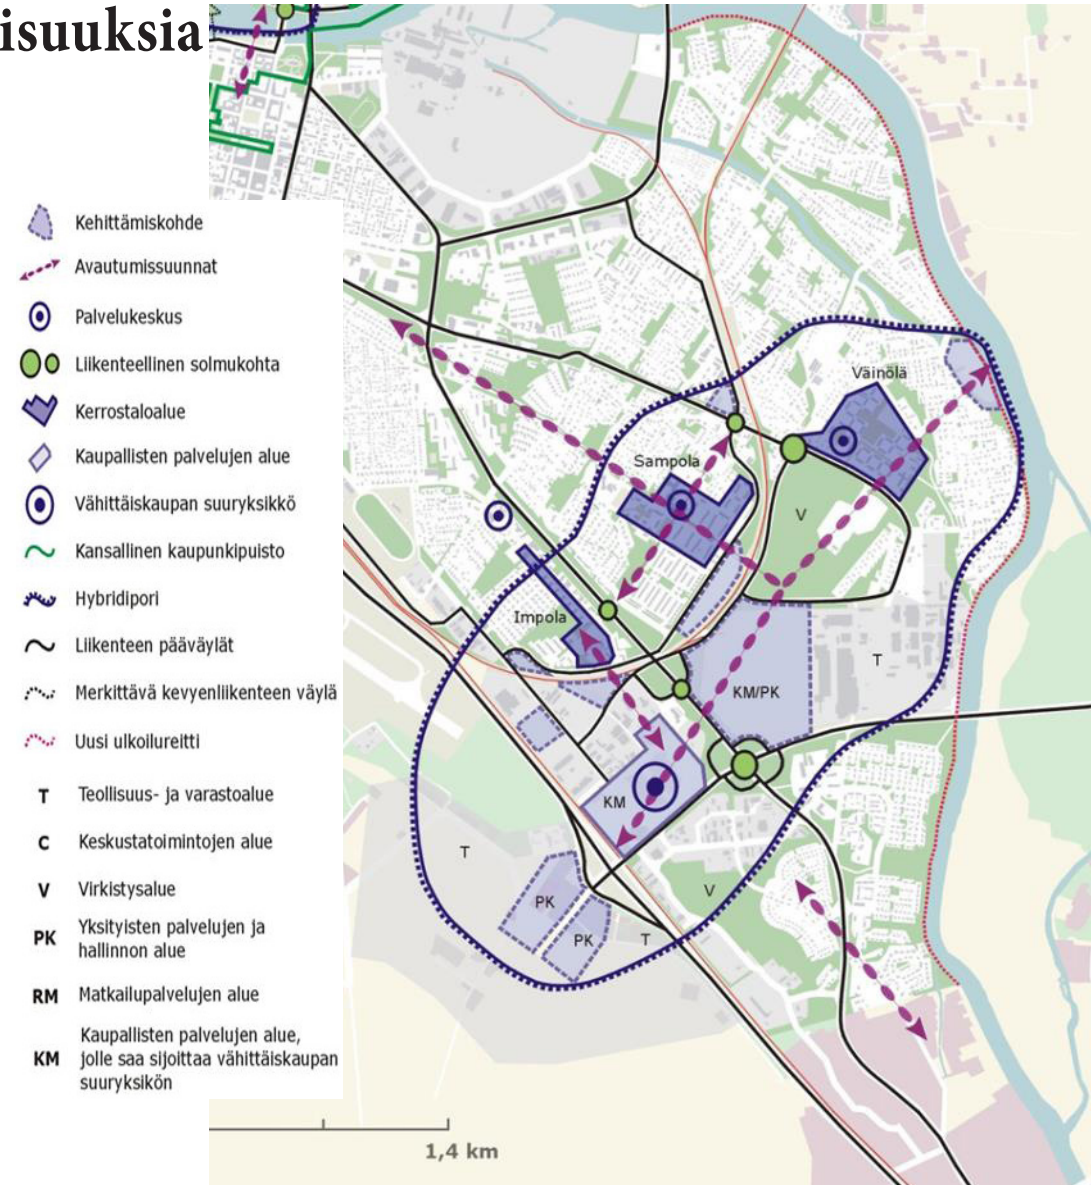 isuuksia
Kehittämiskohde
Avautumissuunnat
Palvelukeskus
Liikenteellinen solmukohta
Kerrostaloalue
Kaupallisten palvelujen alue
Vähittäiskaupan suuryksikkö
Kansallinen kaupunkipuisto
Hybridipori
Liikenteen pääväylät
Merkittävä kevyenliikenteen väylä
Uusi ulkoilureitti
T Teollisuus- ja varastoalue
C Keskustatoimintojen alue
V Virkistysalue
PK Yksityisten palvelujen ja
hallinnon alue
RM Matkailupalvelujen alue
KM Kaupallisten palvelujen alue,
jolle saa sijoittaa vähittäiskaupan
suuryksikön
Väinölä
Sampola
V
Impola
T
KM/PK
KM
T
V
PK
PK
T
1,4 km